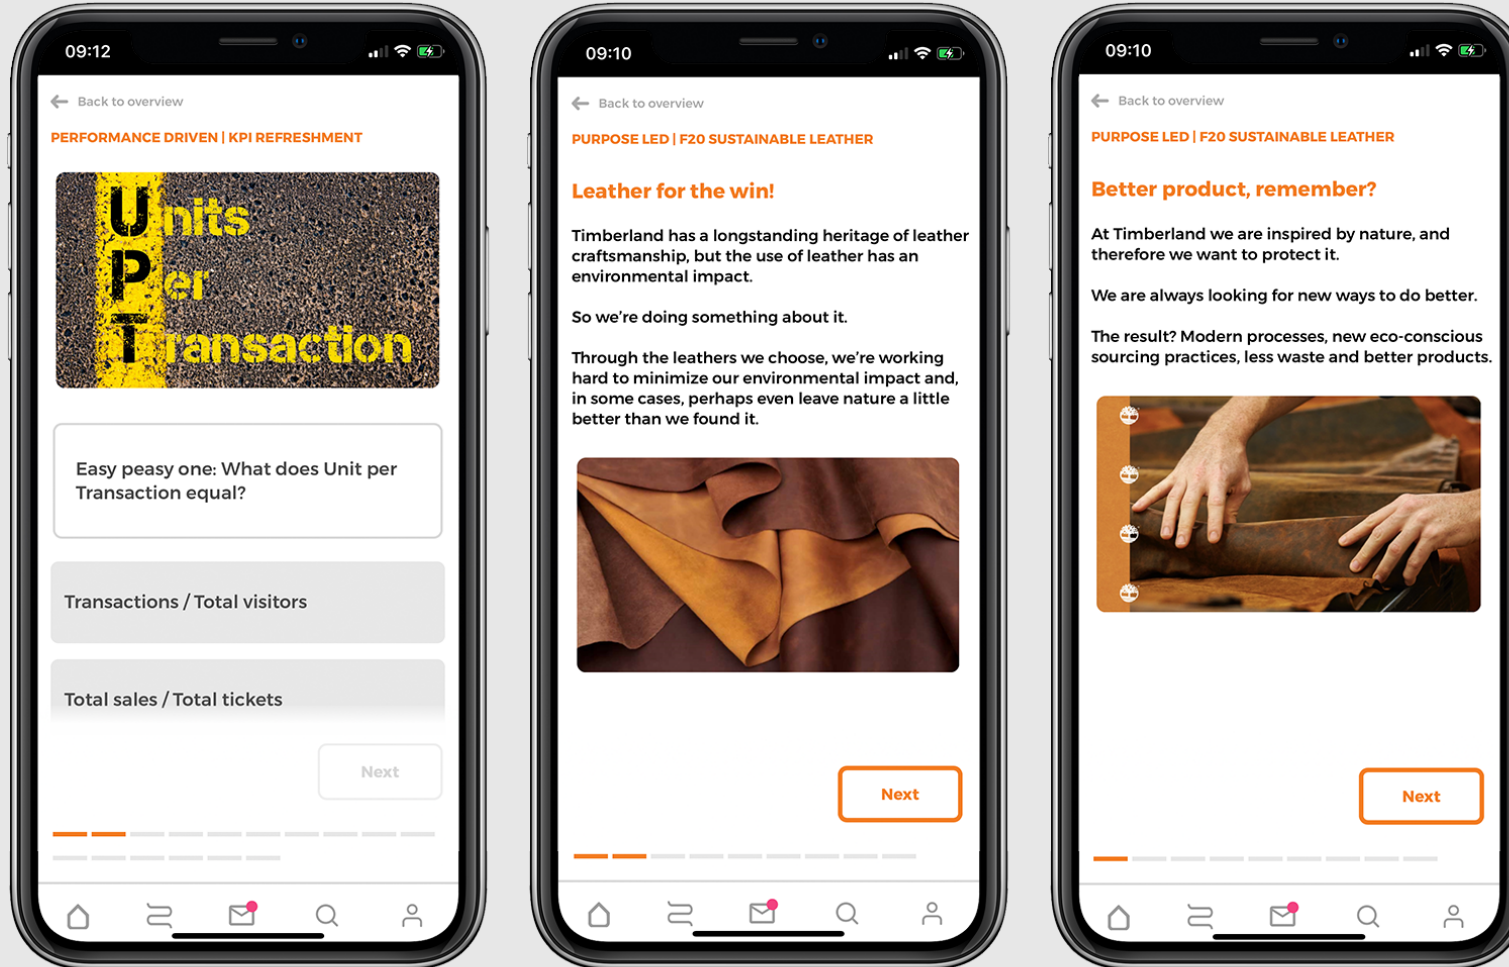 09:12
Back to overview
PERFORMANCE DRIVEN | KPI REFRESHMENT
Units
Per
Transaction
Easy peasy one: What does Unit per
Transaction equal?
Transactions / Total visitors
Total sales / Total tickets
Next
09:10
Back to overview
PURPOSE LED | F20 SUSTAINABLE LEATHER
Leather for the win!
Timberland has a longstanding heritage of leather
craftsmanship, but the use of leather has an
environmental impact.
So we're doing something about it.
Through the leathers we choose, we're working
hard to minimize our environmental impact and,
in some cases, perhaps even leave nature a little
better than we found it.
Next
09:10
Back to overview
PURPOSE LED | F20 SUSTAINABLE LEATHER
Better product, remember?
At Timberland we are inspired by nature, and
therefore we want to protect it.
We are always looking for new ways to do better.
The result? Modern processes, new eco-conscious
sourcing practices, less waste and better products.
Next